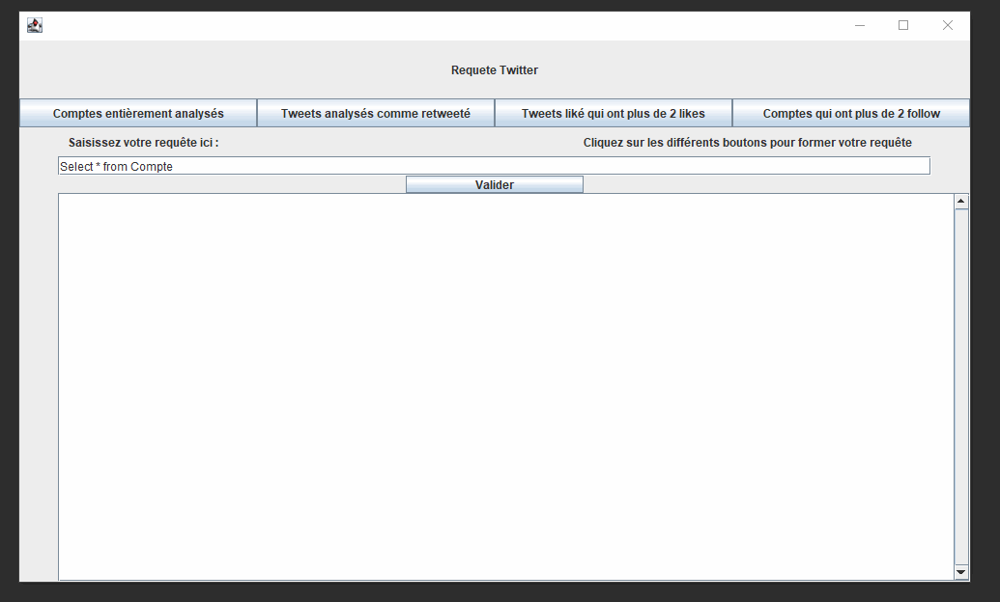 Requete Twitter
Comptes entièrement analysés
Tweets analysés comme retweeté
Tweets liké qui ont plus de 2 likes
Comptes qui ont plus de 2 follow
Saisissez votre requête ici :
Cliquez sur les différents boutons pour former votre requête
Select * from Compte
Valider